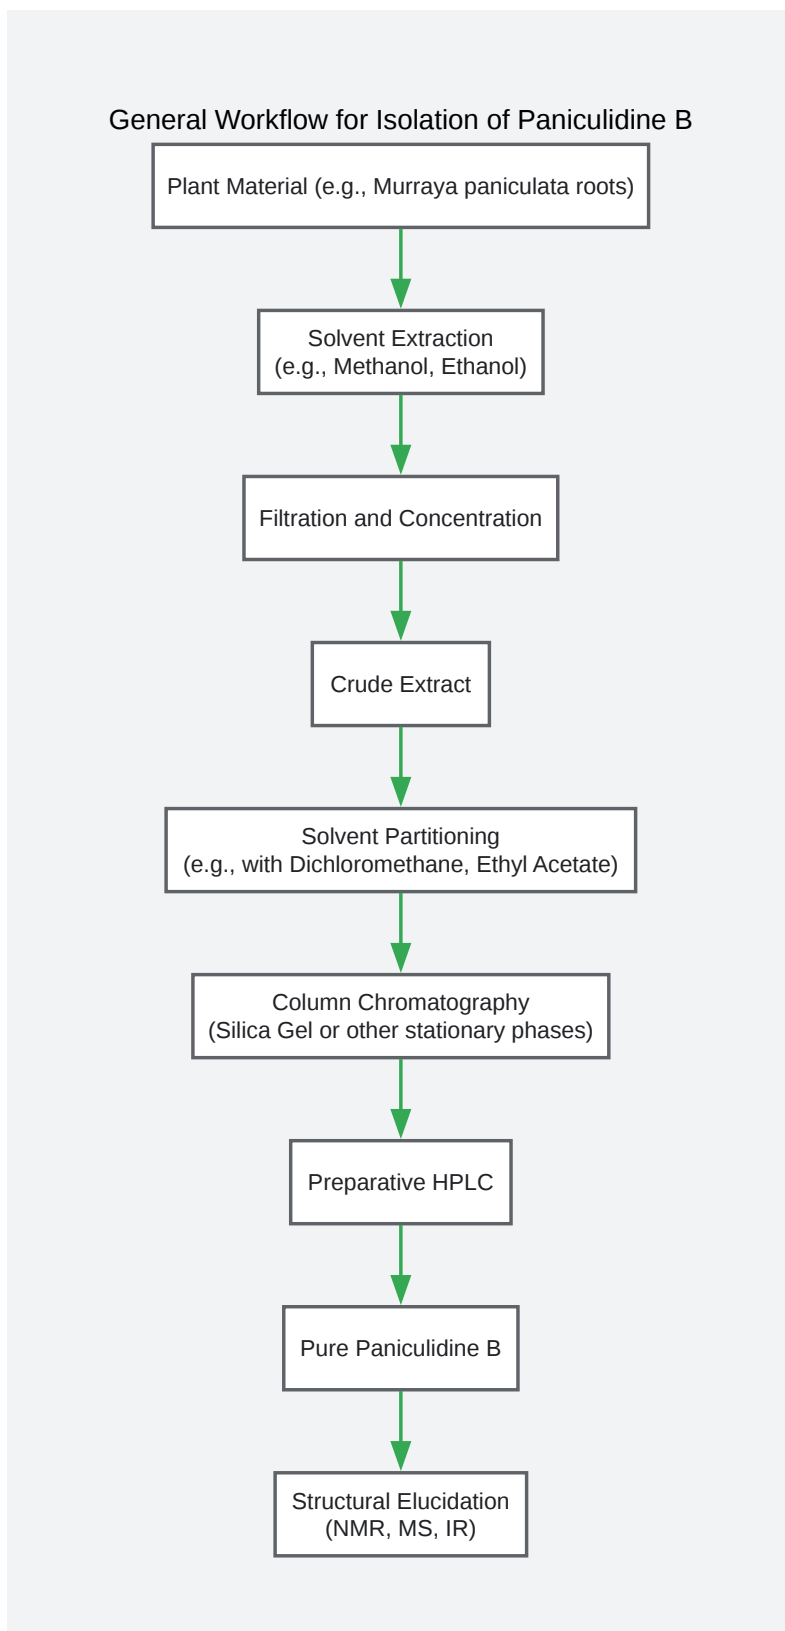 General Workflow for Isolation of Paniculidine B
Plant Material (e.g., Murraya paniculata roots)
Solvent Extraction
(e.g., Methanol, Ethanol)
Filtration and Concentration
Crude Extract
Solvent Partitioning
(e.g., with Dichloromethane, Ethyl Acetate)
Column Chromatography
(Silica Gel or other stationary phases)
Preparative HPLC
Pure Paniculidine B
Structural Elucidation
(NMR, MS, IR)